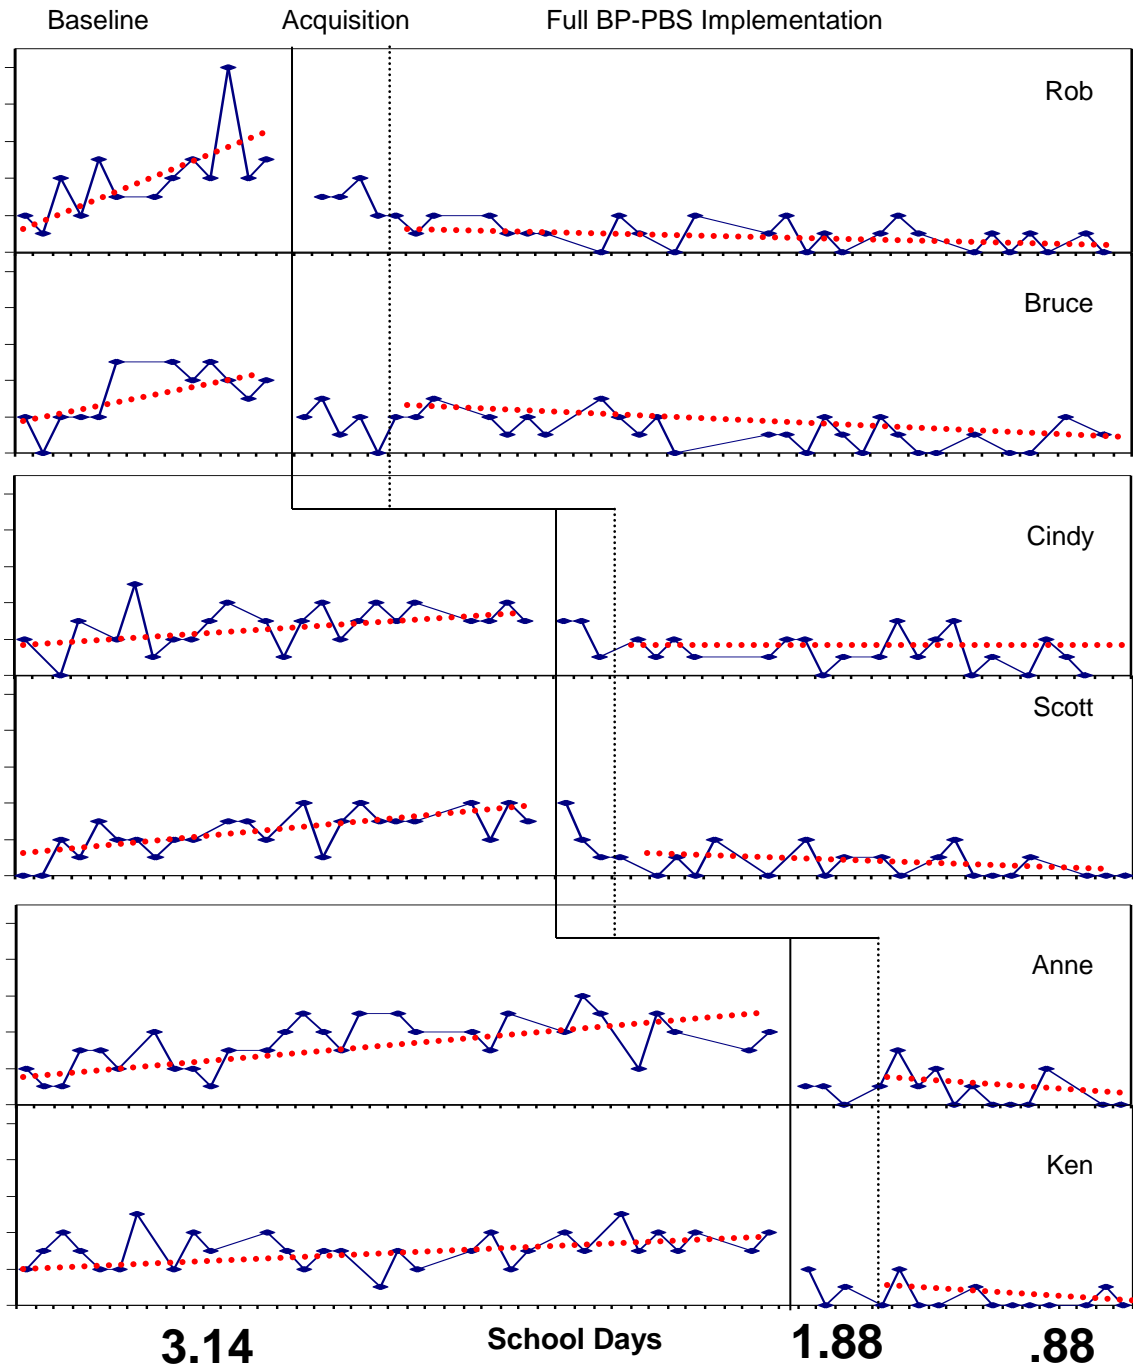 Baseline Acquisition Full BP-PBS Implementation
Rob
Bruce
Cindy
Scott
Anne
Ken
3.14 School Days 1.88 .88